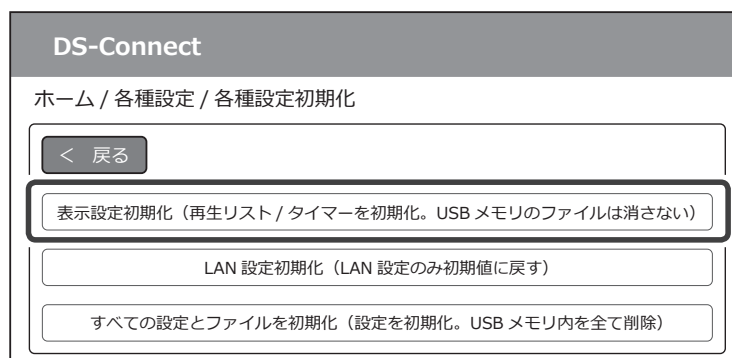 DS-Connect
ホーム / 各種設定 / 各種設定初期化
＜ 戻る
表示設定初期化（再生リスト / タイマーを初期化。USB メモリのファイルは消さない）
LAN 設定初期化（LAN 設定のみ初期値に戻す）
すべての設定とファイルを初期化（設定を初期化。USB メモリ内を全て削除）